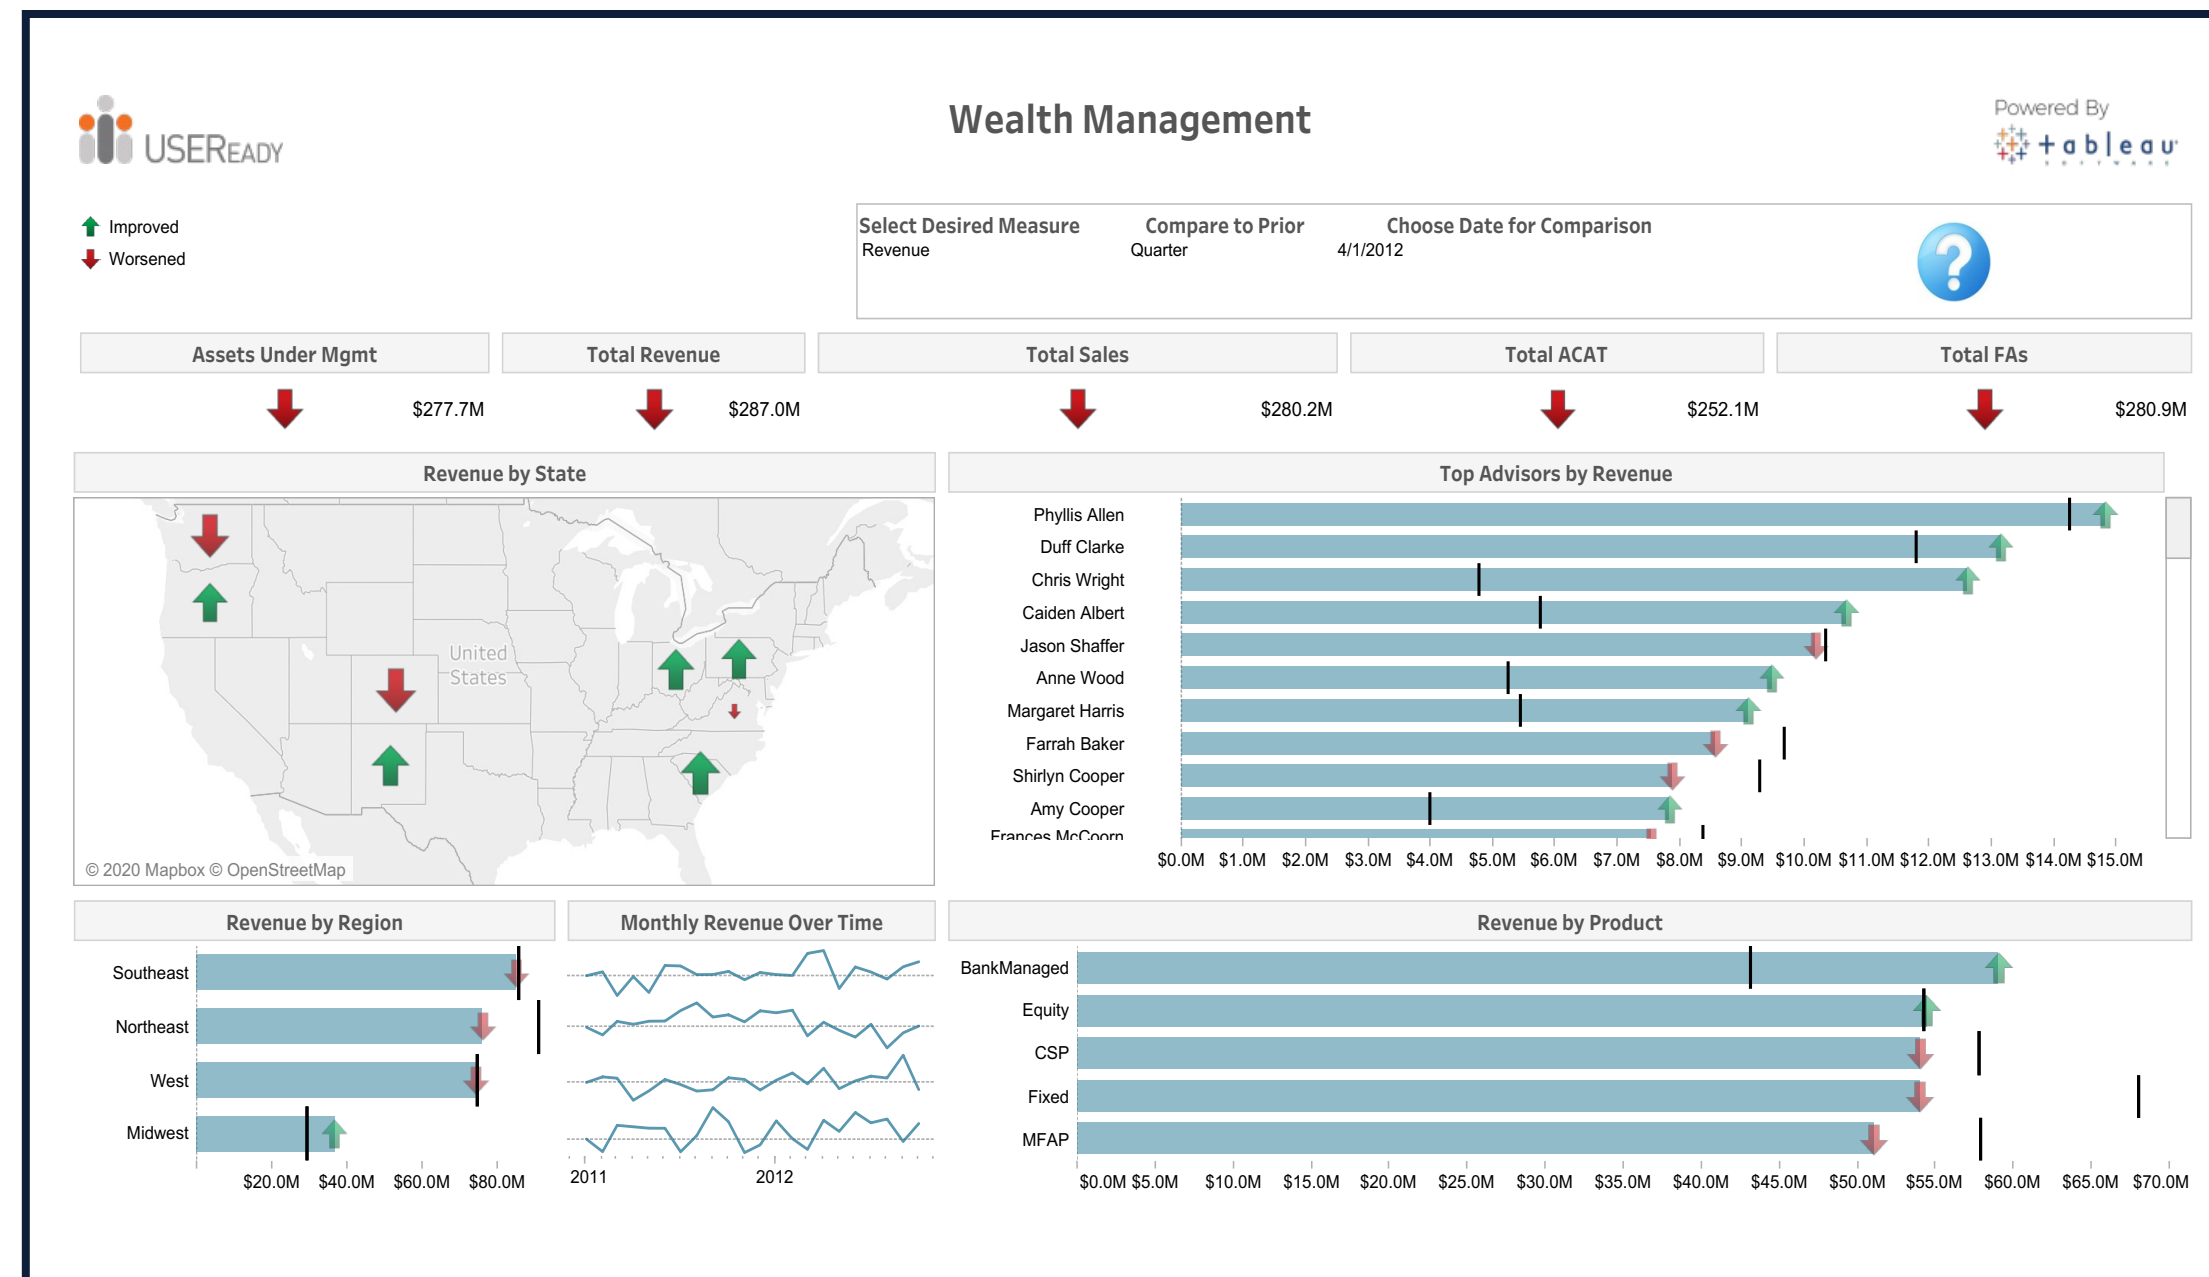 USEREADY
Wealth Management
Powered By
+ableau
SOFTWARE
Improved
Worsened
Select Desired Measure Compare to Prior Choose Date for Comparison
Revenue Quarter 4/1/2012
?
Assets Under Mgmt Total Revenue Total Sales Total ACAT Total FAs
$277.7M $287.0M $280.2M $252.1M $280.9M
Revenue by State
United
States
© 2020 Mapbox © OpenStreetMap
Top Advisors by Revenue
Phyllis Allen
Duff Clarke
Chris Wright
Caiden Albert
Jason Shaffer
Anne Wood
Margaret Harris
Farrah Baker
Shirlyn Cooper
Amy Cooper
Frances McCoorn
$0.0M $1.0M $2.0M $3.0M $4.0M $5.0M $6.0M $7.0M $8.0M $9.0M $10.0M $11.0M $12.0M $13.0M $14.0M $15.0M
Revenue by Region
Southeast
Northeast
West
Midwest
$20.0M $40.0M $60.0M $80.0M
Monthly Revenue Over Time
2011 2012
Revenue by Product
BankManaged
Equity
CSP
Fixed
MFAP
$0.0M $5.0M $10.0M $15.0M $20.0M $25.0M $30.0M $35.0M $40.0M $45.0M $50.0M $55.0M $60.0M $65.0M $70.0M